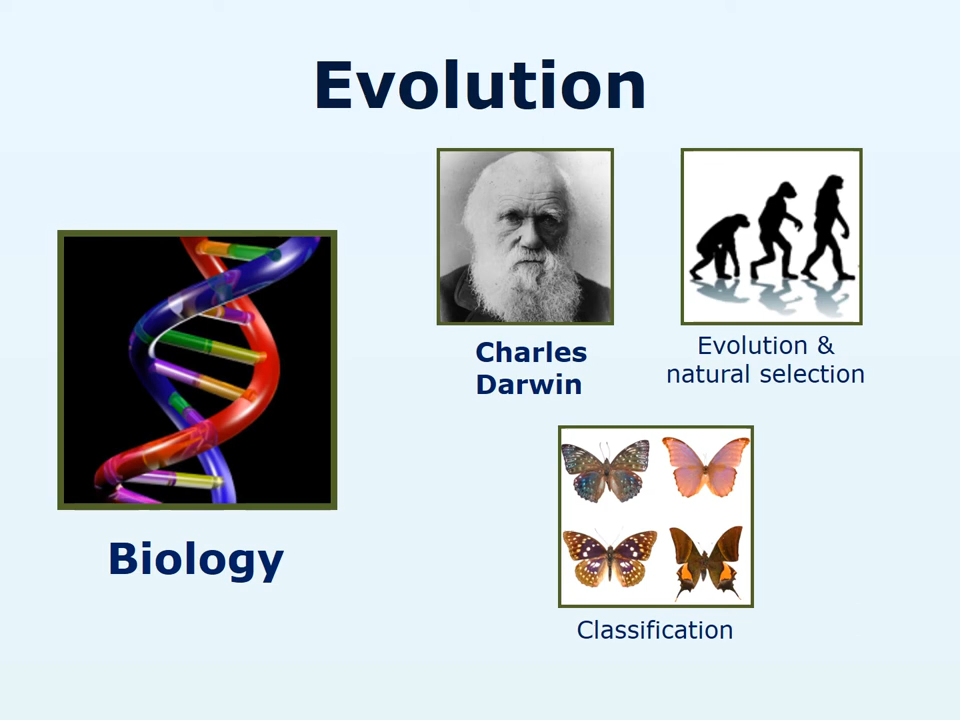 Evolution
Charles
Darwin
Evolution &
natural selection
Biology
Classification